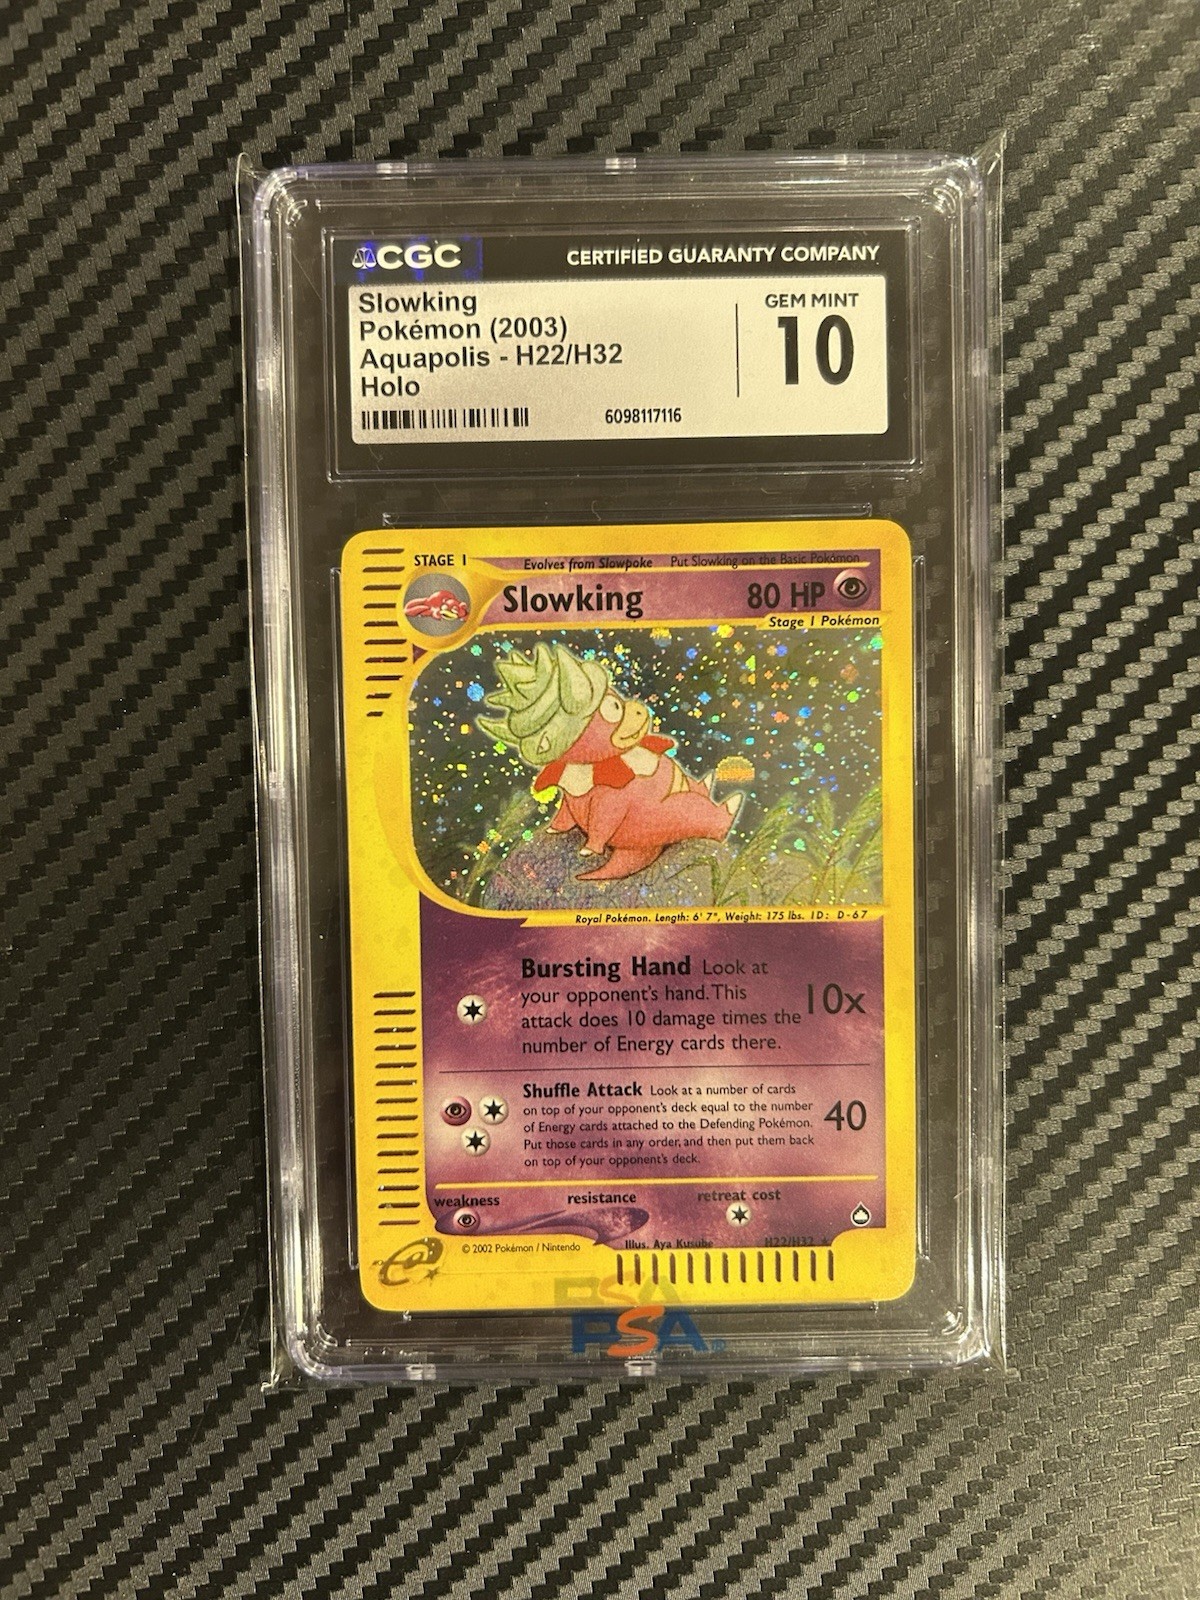 CGC
CERTIFIED GUARANTY COMPANY
Slowking
Pokémon (2003)
Aquapolis - H22/H32
Holo
GEM MINT
10
6098117116
STAGE 1
Evolves from Slowpoke Put Slowking on the Basic Pokémon
Slowking
80 HP
Stage 1 Pokémon
Royal Pokémon. Length: 6' 7", Weight: 175 lbs. ID: D-67
Bursting Hand Look at
your opponent's hand. This
attack does 10 damage times the
number of Energy cards there.
10x
Shuffle Attack Look at a number of cards
on top of your opponent's deck equal to the number
of Energy cards attached to the Defending Pokémon.
Put those cards in any order, and then put them back
on top of your opponent's deck.
40
weakness
resistance
retreat cost
© 2002 Pokémon / Nintendo
Illus. Aya Kusube
H22/H32 ★
e
PSA
PSA®